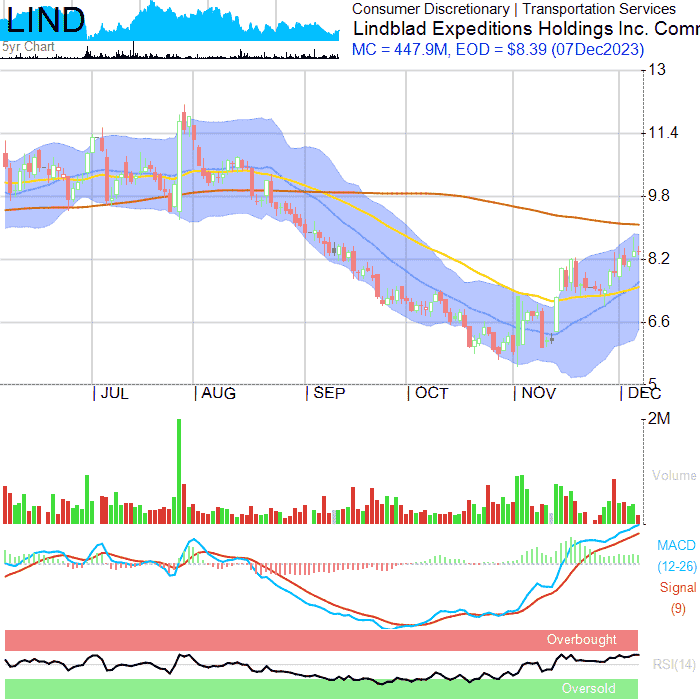 LIND
5yr Chart
Consumer Discretionary | Transportation Services
Lindblad Expeditions Holdings Inc. Comr
MC = 447.9M, EOD = $8.39 (07Dec2023)
13
11.4
9.8
8.2
6.6
5
JUL
AUG
SEP
OCT
NOV
DEC
2M
Volume
MACD
(12-26)
Signal
(9)
Overbought
RSI(14)
Oversold